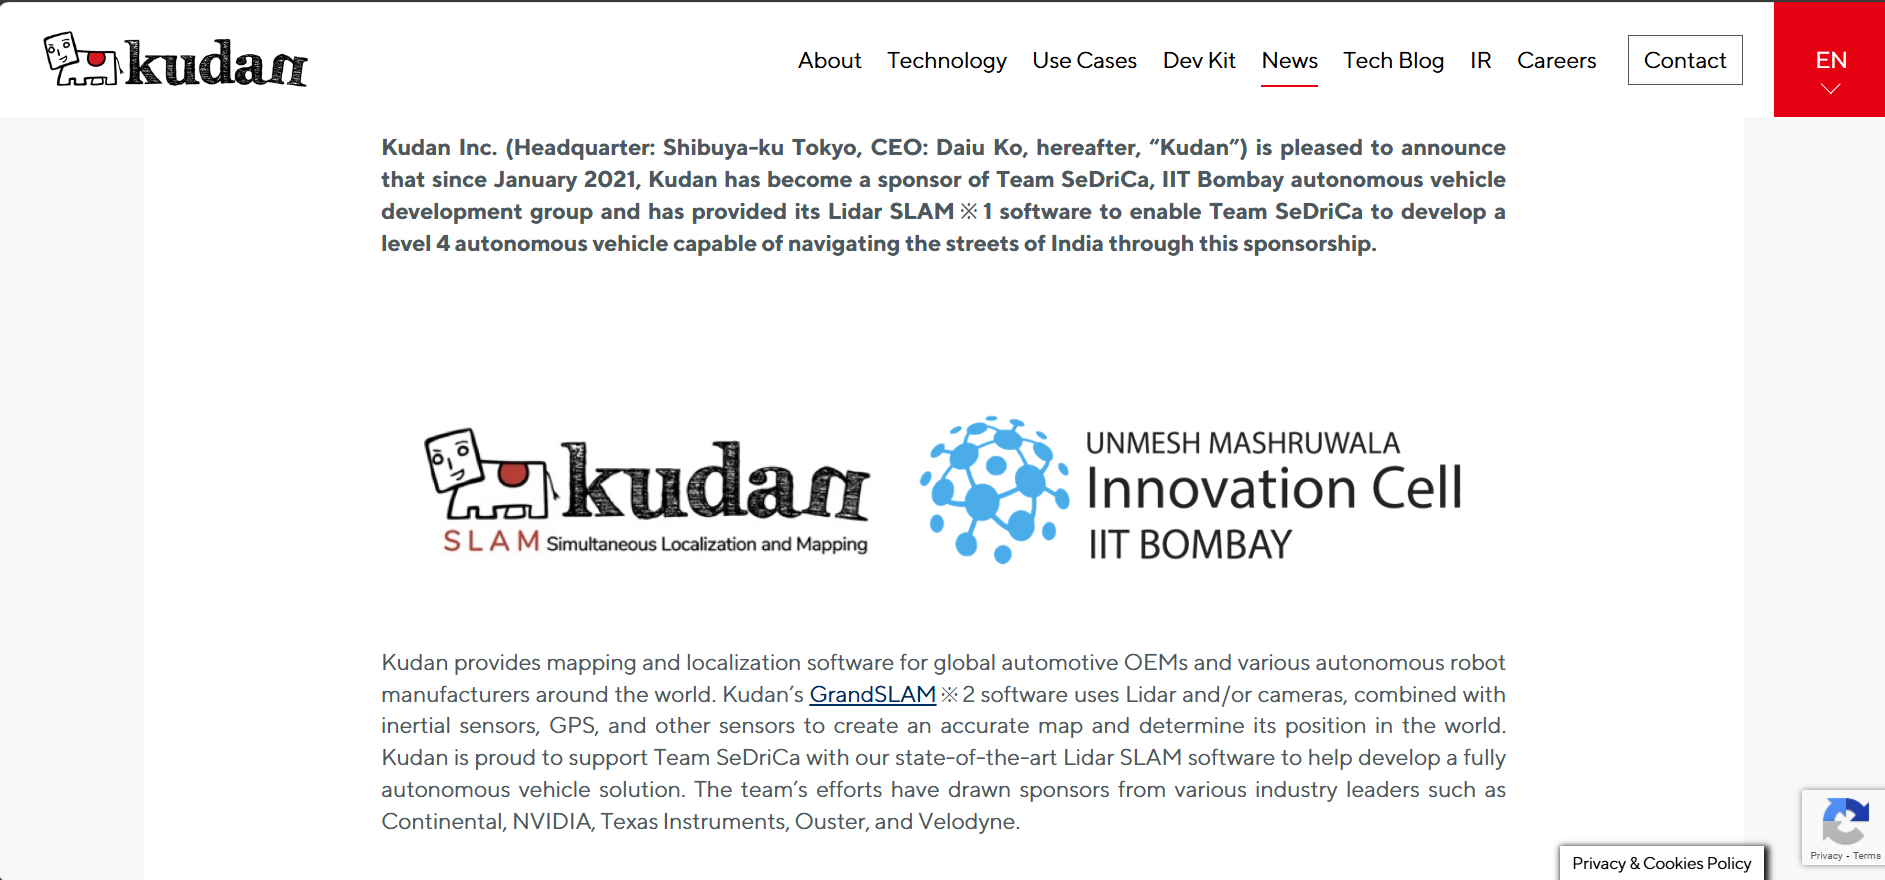 kudan
About Technology Use Cases Dev Kit News Tech Blog IR Careers Contact EN
Kudan Inc. (Headquarter: Shibuya-ku Tokyo, CEO: Daiu Ko, hereafter, “Kudan”) is pleased to announce
that since January 2021, Kudan has become a sponsor of Team SeDriCa, IIT Bombay autonomous vehicle
development group and has provided its Lidar SLAM※1 software to enable Team SeDriCa to develop a
level 4 autonomous vehicle capable of navigating the streets of India through this sponsorship.
kudan
SLAM Simultaneous Localization and Mapping
UNMESH MASHRUWALA
Innovation Cell
IIT BOMBAY
Kudan provides mapping and localization software for global automotive OEMs and various autonomous robot
manufacturers around the world. Kudan’s GrandSLAM※2 software uses Lidar and/or cameras, combined with
inertial sensors, GPS, and other sensors to create an accurate map and determine its position in the world.
Kudan is proud to support Team SeDriCa with our state-of-the-art Lidar SLAM software to help develop a fully
autonomous vehicle solution. The team’s efforts have drawn sponsors from various industry leaders such as
Continental, NVIDIA, Texas Instruments, Ouster, and Velodyne.
Privacy - Terms
Privacy & Cookies Policy